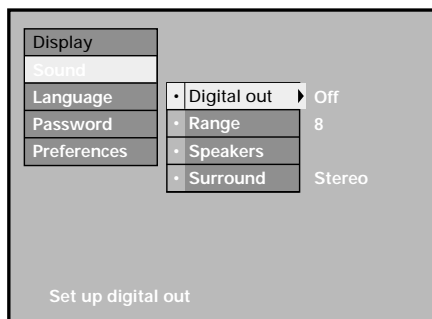 Display
Sound
Language
Password
Preferences
• Digital out Off
• Range 8
• Speakers
• Surround Stereo
Set up digital out